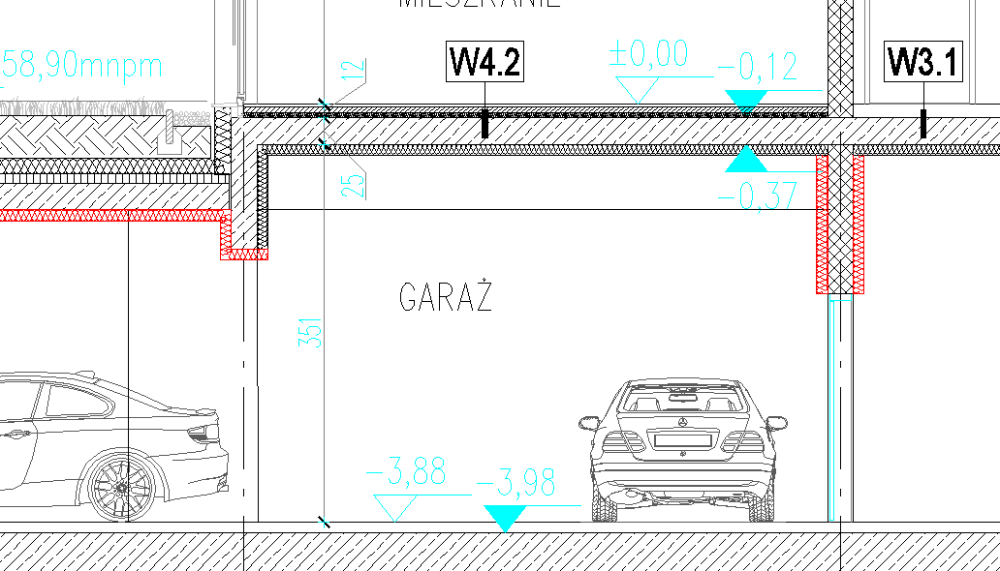 MIESZKANIE
58,90mnpm
12
W4.2
±0,00
-0,12
W3.1
25
-0,37
GARAŻ
351
-3,88
-3,98